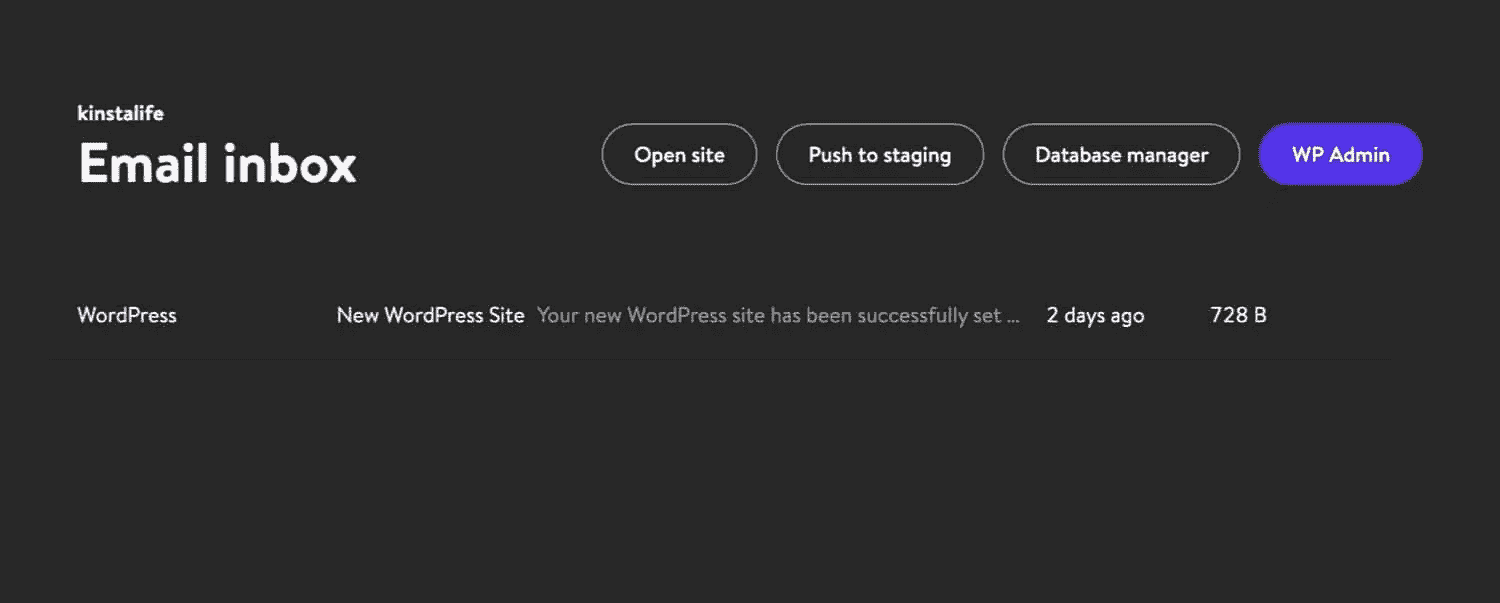 kinstalife
Email inbox
Open site
Push to staging
Database manager
WP Admin
WordPress New WordPress Site Your new WordPress site has been successfully set ... 2 days ago 728 B